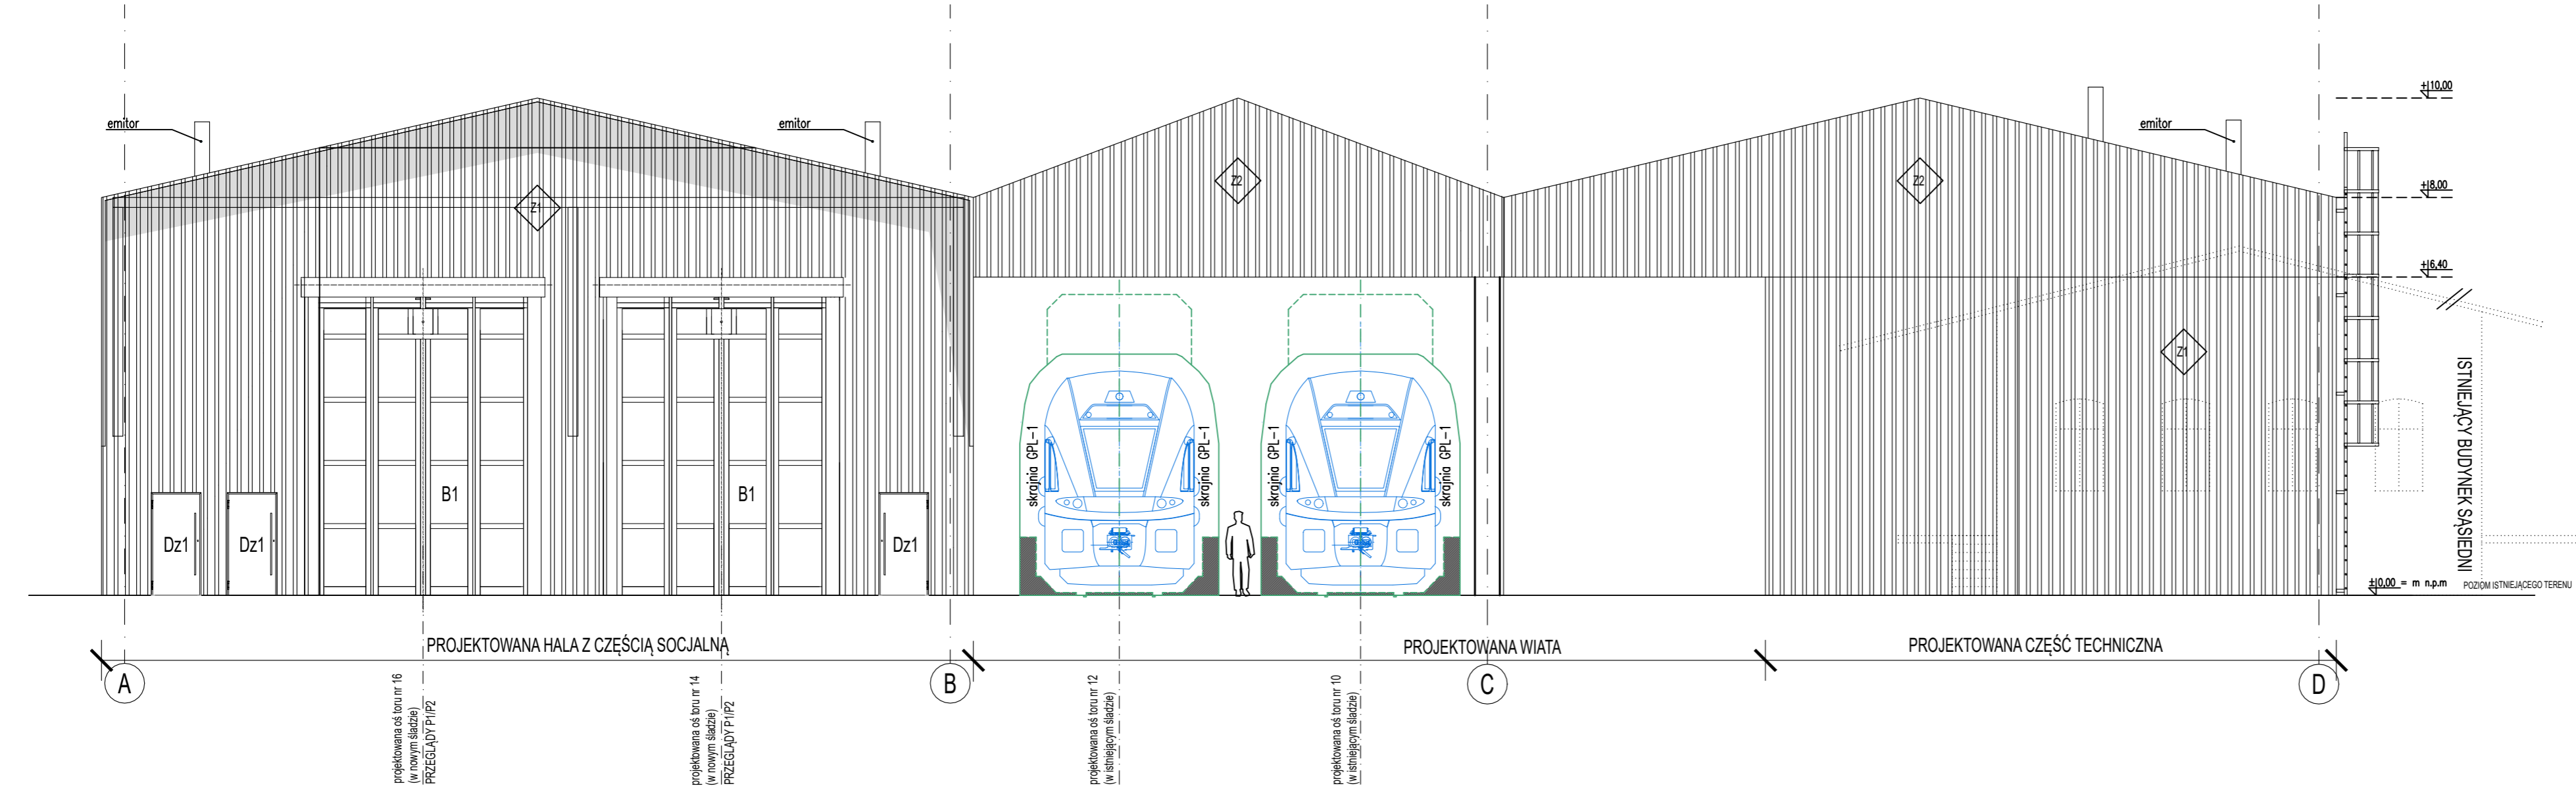 emitor
emitor
emitor
+10,00
+8,00
+6,40
±0,00 = m n.p.m
POZIOM ISTNIEJĄCEGO TERENU
Z1
Z2
Z2
Z1
B1
B1
Dz1
Dz1
Dz1
skrajnia GPL-1
skrajnia GPL-1
skrajnia GPL-1
skrajnia GPL-1
ISTNIEJĄCY BUDYNEK SĄSIEDNI
PROJEKTOWANA HALA Z CZĘŚCIĄ SOCJALNĄ
PROJEKTOWANA WIATA
PROJEKTOWANA CZĘŚĆ TECHNICZNA
A
B
C
D
projektowana oś toru nr 16
(w nowym śladzie)
PRZEGLĄDY P1/P2
projektowana oś toru nr 14
(w nowym śladzie)
PRZEGLĄDY P1/P2
projektowana oś toru nr 12
(w istniejącym śladzie)
projektowana oś toru nr 10
(w istniejącym śladzie)